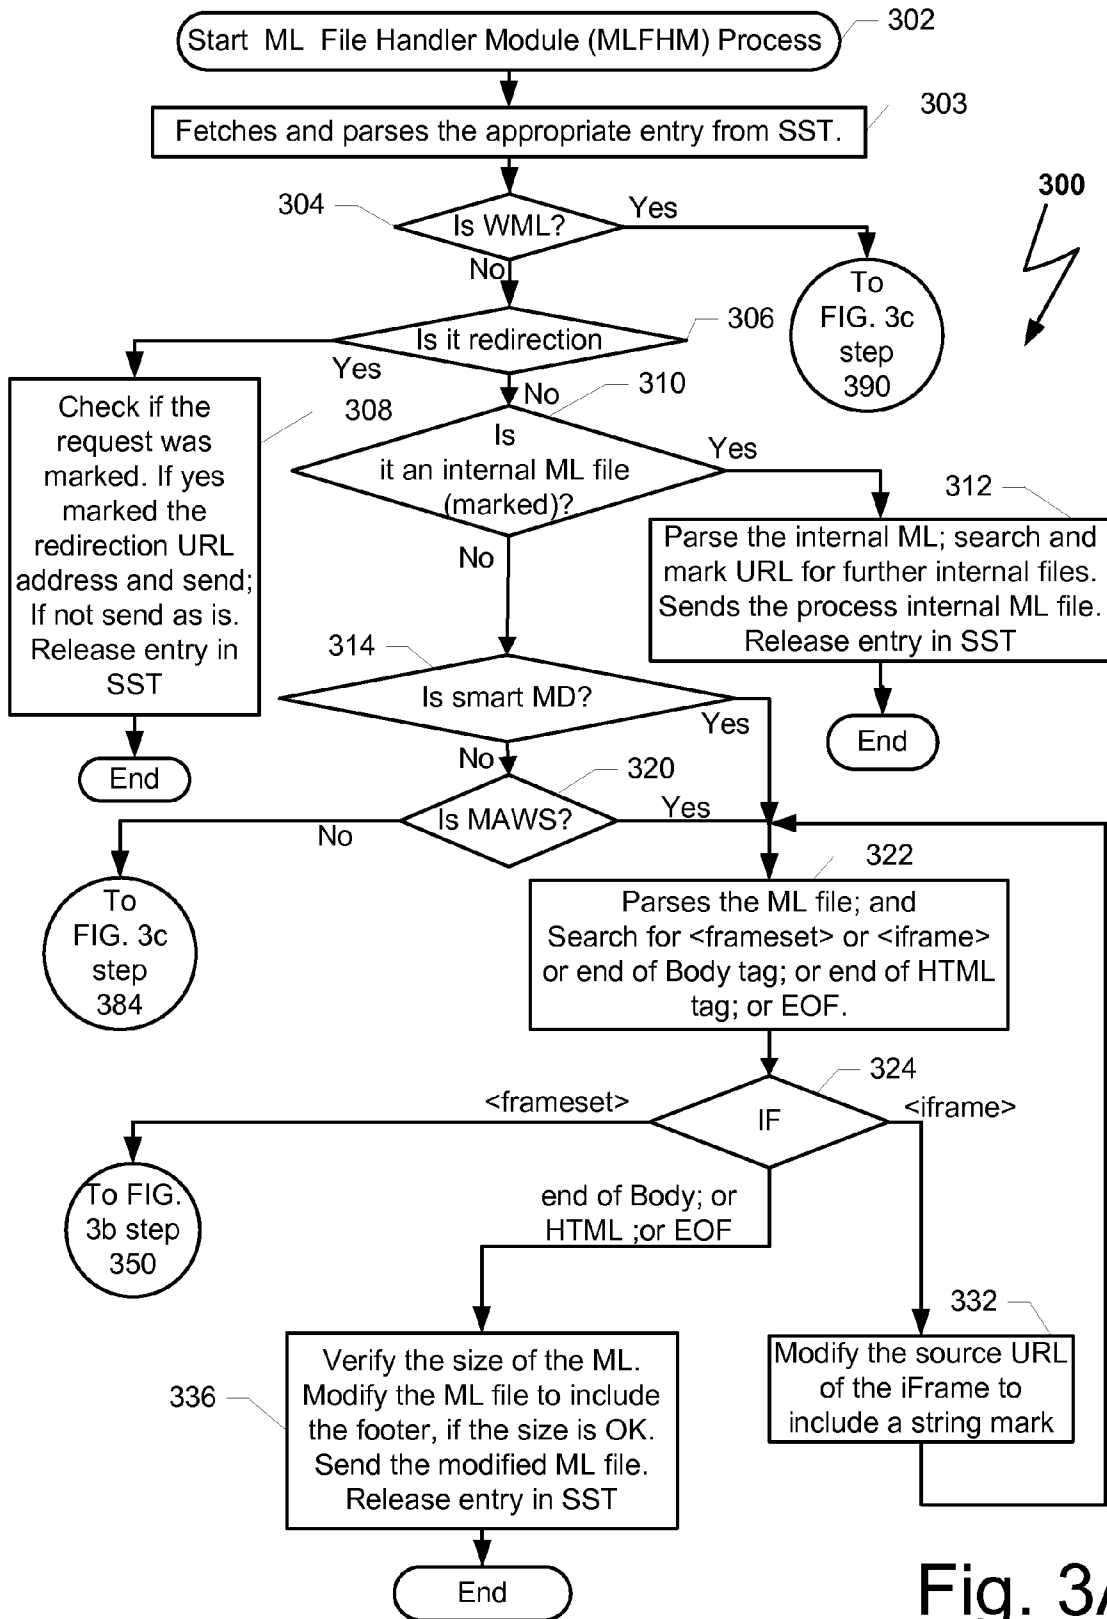 Start ML File Handler Module (MLFHM) Process
302
303
Fetches and parses the appropriate entry from SST.
300
304
Is WML?
Yes
No
To
FIG. 3c
step
390
Is it redirection
306
Yes
No
310
Check if the
request was
marked. If yes
marked the
redirection URL
address and send;
If not send as is.
Release entry in
SST
308
Is
it an internal ML file
(marked)?
Yes
No
312
Parse the internal ML; search and
mark URL for further internal files.
Sends the process internal ML file.
Release entry in SST
314
Is smart MD?
Yes
No
End
End
320
Is MAWS?
Yes
No
To
FIG. 3c
step
384
322
Parses the ML file; and
Search for <frameset> or <iframe>
or end of Body tag; or end of HTML
tag; or EOF.
324
<frameset>
IF
<iframe>
To FIG.
3b step
350
end of Body; or
HTML ;or EOF
332
Modify the source URL
of the iFrame to
include a string mark
336
Verify the size of the ML.
Modify the ML file to include
the footer, if the size is OK.
Send the modified ML file.
Release entry in SST
End
Fig. 3A